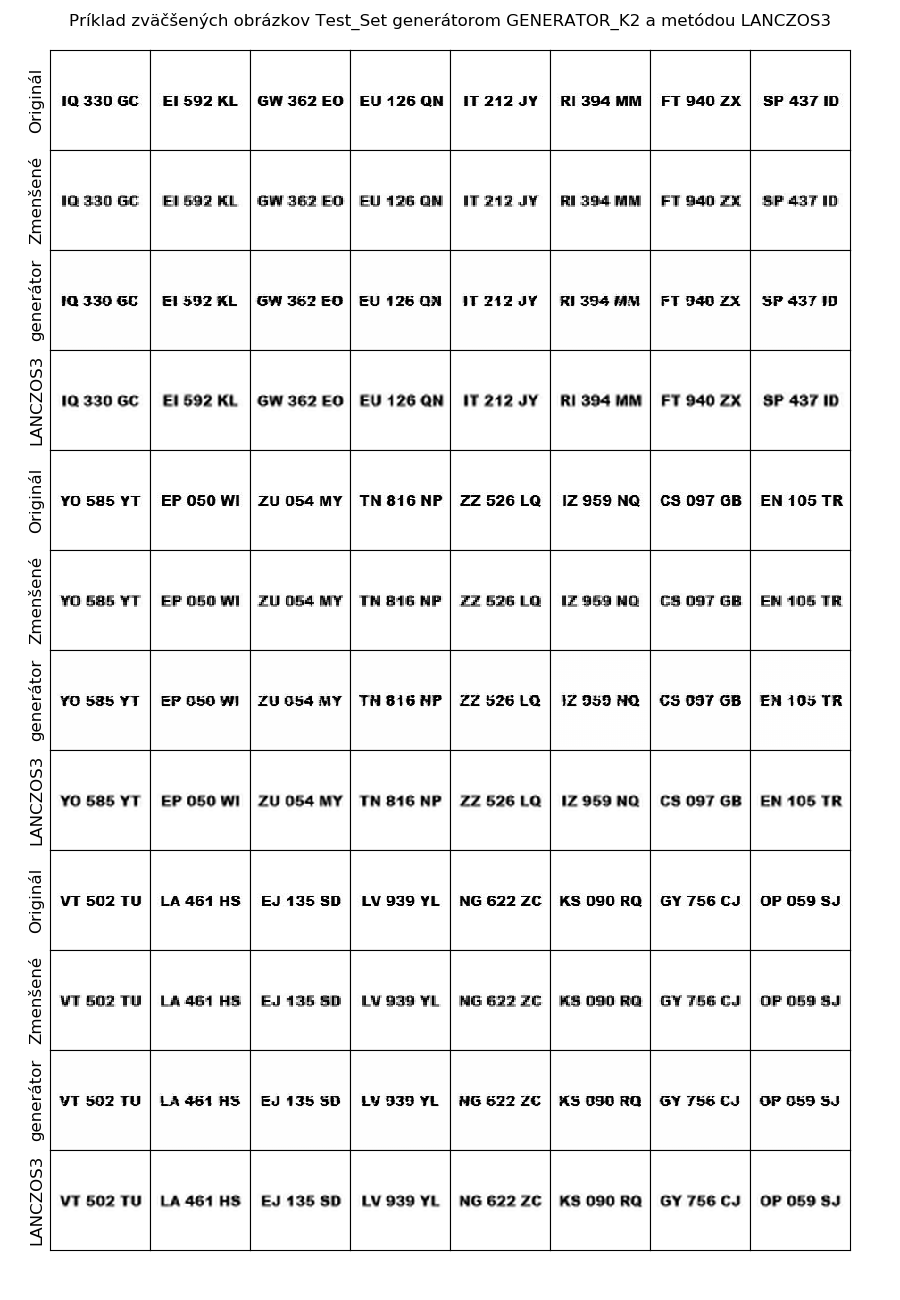 Príklad zväčšených obrázkov Test_Set generátorom GENERATOR_K2 a metódou LANCZOS3
Originál IQ 330 GC EI 592 KL GW 362 EO EU 126 QN IT 212 JY RI 394 MM FT 940 ZX SP 437 ID
Zmenšené IQ 330 GC EI 592 KL GW 362 EO EU 126 QN IT 212 JY RI 394 MM FT 940 ZX SP 437 ID
generátor IQ 330 GC EI 592 KL GW 362 EO EU 126 QN IT 212 JY RI 394 MM FT 940 ZX SP 437 ID
LANCZOS3 IQ 330 GC EI 592 KL GW 362 EO EU 126 QN IT 212 JY RI 394 MM FT 940 ZX SP 437 ID
Originál YO 585 YT EP 050 WI ZU 054 MY TN 816 NP ZZ 526 LQ IZ 959 NQ CS 097 GB EN 105 TR
Zmenšené YO 585 YT EP 050 WI ZU 054 MY TN 816 NP ZZ 526 LQ IZ 959 NQ CS 097 GB EN 105 TR
generátor YO 585 YT EP 050 WI ZU 054 MY TN 816 NP ZZ 526 LQ IZ 959 NQ CS 097 GB EN 105 TR
LANCZOS3 YO 585 YT EP 050 WI ZU 054 MY TN 816 NP ZZ 526 LQ IZ 959 NQ CS 097 GB EN 105 TR
Originál VT 502 TU LA 461 HS EJ 135 SD LV 939 YL NG 622 ZC KS 090 RQ GY 756 CJ OP 059 SJ
Zmenšené VT 502 TU LA 461 HS EJ 135 SD LV 939 YL NG 622 ZC KS 090 RQ GY 756 CJ OP 059 SJ
generátor VT 502 TU LA 461 HS EJ 135 SD LV 939 YL NG 622 ZC KS 090 RQ GY 756 CJ OP 059 SJ
LANCZOS3 VT 502 TU LA 461 HS EJ 135 SD LV 939 YL NG 622 ZC KS 090 RQ GY 756 CJ OP 059 SJ